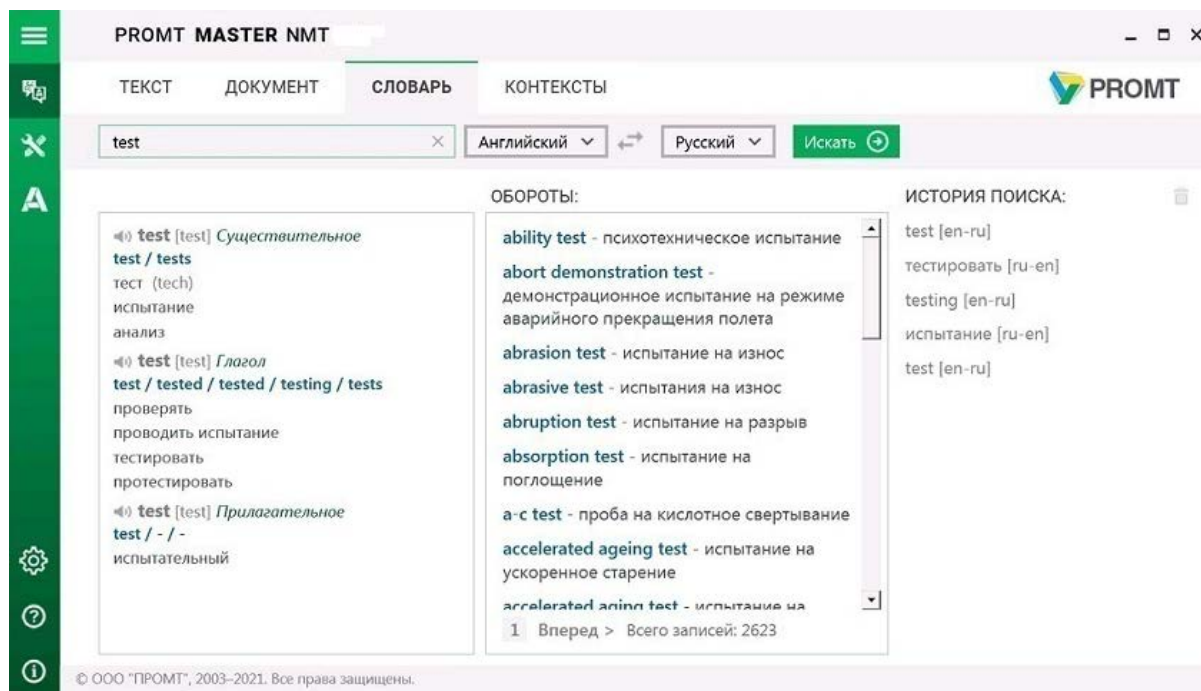 PROMT MASTER NMT
ТЕКСТ ДОКУМЕНТ СЛОВАРЬ КОНТЕКСТЫ
PROMT
test Английский Русский Искать
A
test [test] Существительное
test / tests
тест (tech)
испытание
анализ
test [test] Глагол
test / tested / tested / testing / tests
проверять
проводить испытание
тестировать
протестировать
test [test] Прилагательное
test / - / -
испытательный
ОБОРОТЫ:
ability test - психотехническое испытание
abort demonstration test -
демонстрационное испытание на режиме
аварийного прекращения полета
abrasion test - испытание на износ
abrasive test - испытания на износ
abruption test - испытание на разрыв
absorption test - испытание на
поглощение
a-c test - проба на кислотное свертывание
accelerated ageing test - испытание на
ускоренное старение
accelerated aging test - испытание на
1 Вперед > Всего записей: 2623
ИСТОРИЯ ПОИСКА:
test [en-ru]
тестировать [ru-en]
testing [en-ru]
испытание [ru-en]
test [en-ru]
© ООО "ПРОМТ", 2003–2021. Все права защищены.